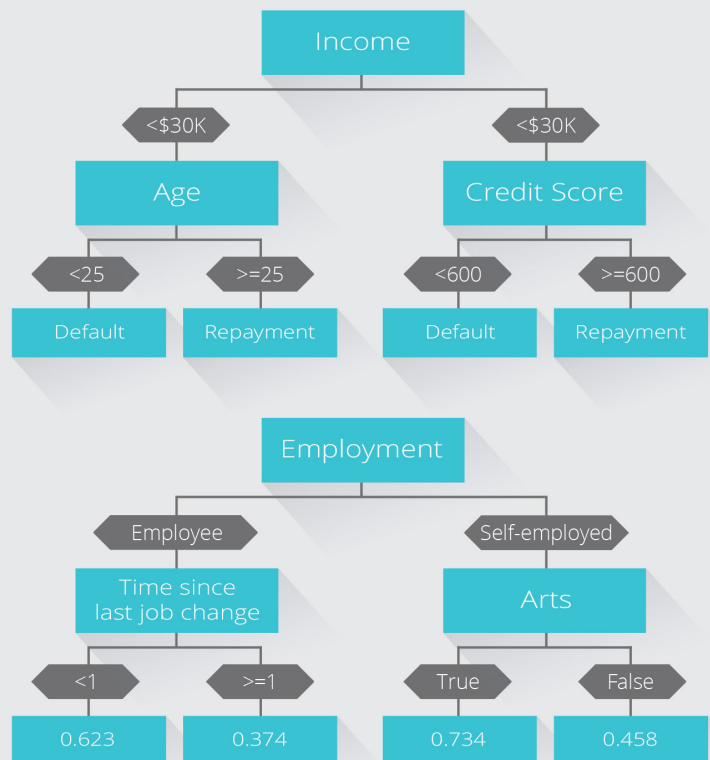 Income
<$30K
<$30K
Age
Credit Score
<25
>=25
<600
>=600
Default
Repayment
Default
Repayment
Employment
Employee
Self-employed
Time since
last job change
Arts
<1
>=1
True
False
0.623
0.374
0.734
0.458